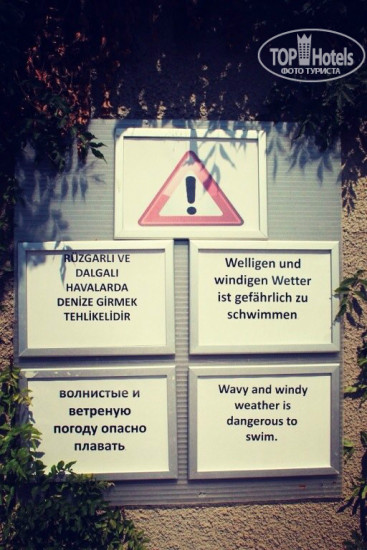 TOP Hotels
ФОТО ТУРИСТА
!
RÜZGARLI VE
DALGALI
HAVALARDA
DENİZE GİRMEK
TEHLİKELİDİR
Welligen und
windigen Wetter
ist gefährlich zu
schwimmen
волнистые и
ветреную
погоду опасно
плавать
Wavy and windy
weather is
dangerous to
swim.